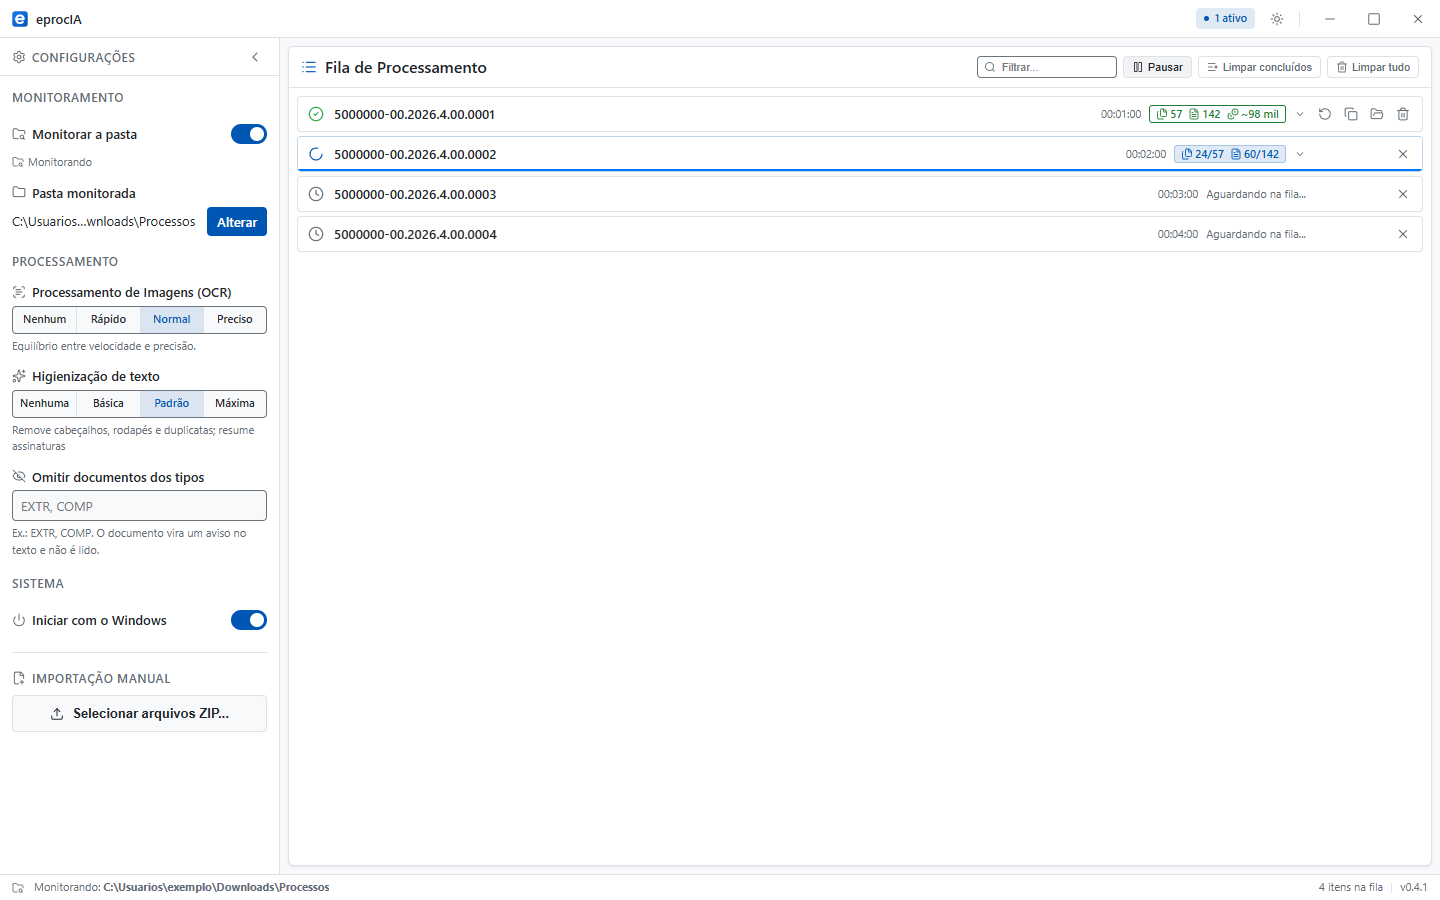 eprocIA
1 ativo
CONFIGURAÇÕES
MONITORAMENTO
Monitorar a pasta
Monitorando
Pasta monitorada
C:\Usuarios...wnloads\Processos
Alterar
PROCESSAMENTO
Processamento de Imagens (OCR)
Nenhum Rápido Normal Preciso
Equilíbrio entre velocidade e precisão.
Higienização de texto
Nenhuma Básica Padrão Máxima
Remove cabeçalhos, rodapés e duplicatas; resume
assinaturas
Omitir documentos dos tipos
EXTR, COMP
Ex.: EXTR, COMP. O documento vira um aviso no
texto e não é lido.
SISTEMA
Iniciar com o Windows
IMPORTAÇÃO MANUAL
Selecionar arquivos ZIP...
Fila de Processamento
Filtrar...
Pausar
Limpar concluídos
Limpar tudo
5000000-00.2026.4.00.0001 00:01:00 57 142 ~98 mil
5000000-00.2026.4.00.0002 00:02:00 24/57 60/142
5000000-00.2026.4.00.0003 00:03:00 Aguardando na fila...
5000000-00.2026.4.00.0004 00:04:00 Aguardando na fila...
Monitorando: C:\Usuarios\exemplo\Downloads\Processos
4 itens na fila
v0.4.1